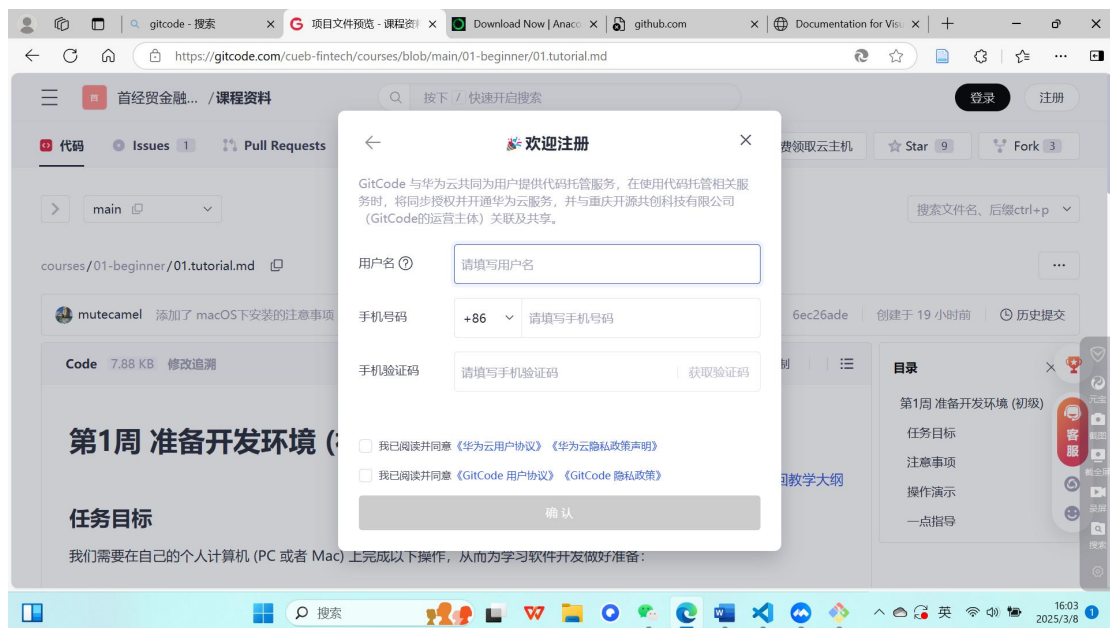 gitcode - 搜索
项目文件预览 - 课程资料
Download Now | Anaco
github.com
Documentation for Visu
https://gitcode.com/cueb-fintech/courses/blob/main/01-beginner/01.tutorial.md
首经贸金融... /课程资料
按下 / 快速开启搜索
登录
注册
代码
Issues 1
Pull Requests
费领取云主机
Star 9
Fork 3
main
搜索文件名、后缀ctrl+p
courses/01-beginner/01.tutorial.md
mutecamel 添加了 macOS下安装的注意事项
6ec26ade
创建于 19 小时前
历史提交
Code 7.88 KB 修改追溯
制
第1周 准备开发环境 (
回教学大纲
任务目标
我们需要在自己的个人计算机 (PC 或者 Mac) 上完成以下操作，从而为学习软件开发做好准备：
目录
第1周 准备开发环境 (初级)
任务目标
注意事项
操作演示
一点指导
欢迎注册
GitCode 与华为云共同为用户提供代码托管服务，在使用代码托管相关服
务时，将同步授权并开通华为云服务，并与重庆开源共创科技有限公司
（GitCode的运营主体）关联及共享。
用户名
请填写用户名
手机号码
+86
请填写手机号码
手机验证码
请填写手机验证码
获取验证码
我已阅读并同意《华为云用户协议》《华为云隐私政策声明》
我已阅读并同意《GitCode 用户协议》《GitCode 隐私政策》
确认
客服
元宝
截图
截全屏
录屏
搜索
搜索
英
16:03
2025/3/8
1